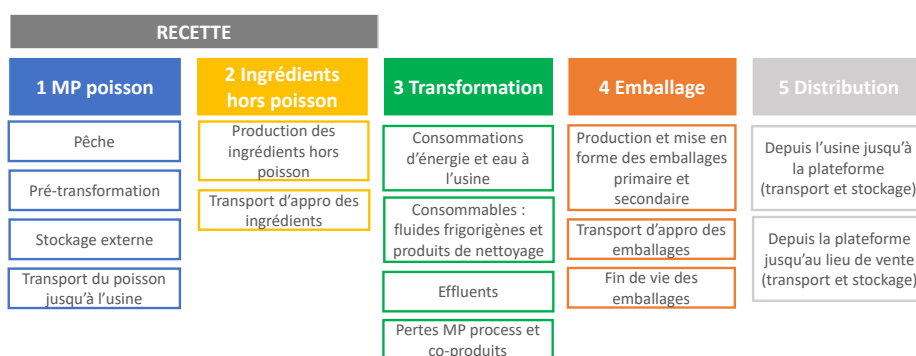 RECETTE
1 MP poisson
Pêche
Pré-transformation
Stockage externe
Transport du poisson
jusqu'à l'usine
2 Ingrédients
hors poisson
Production des
ingrédients hors
poisson
Transport d'appro des
ingrédients
3 Transformation
Consommations
d'énergie et eau à
l'usine
Consommables :
fluides frigorigènes et
produits de nettoyage
Effluents
Pertes MP process et
co-produits
4 Emballage
Production et mise en
forme des emballages
primaire et
secondaire
Transport d'appro des
emballages
Fin de vie des
emballages
5 Distribution
Depuis l'usine jusqu'à
la plateforme
(transport et stockage)
Depuis la plateforme
jusqu'au lieu de vente
(transport et stockage)